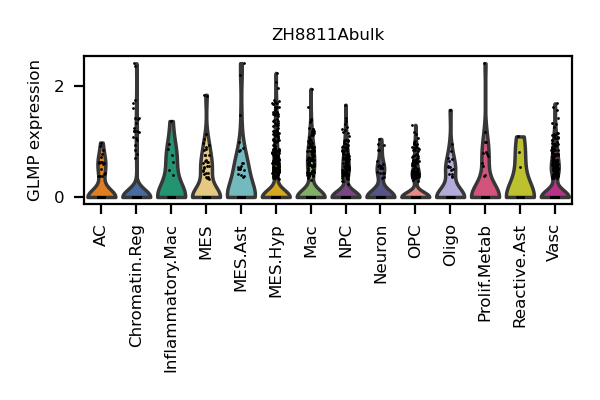 ZH8811Abulk
GLMP expression
2
0
AC
Chromatin.Reg
Inflammatory.Mac
MES
MES.Ast
MES.Hyp
Mac
NPC
Neuron
OPC
Oligo
Prolif.Metab
Reactive.Ast
Vasc